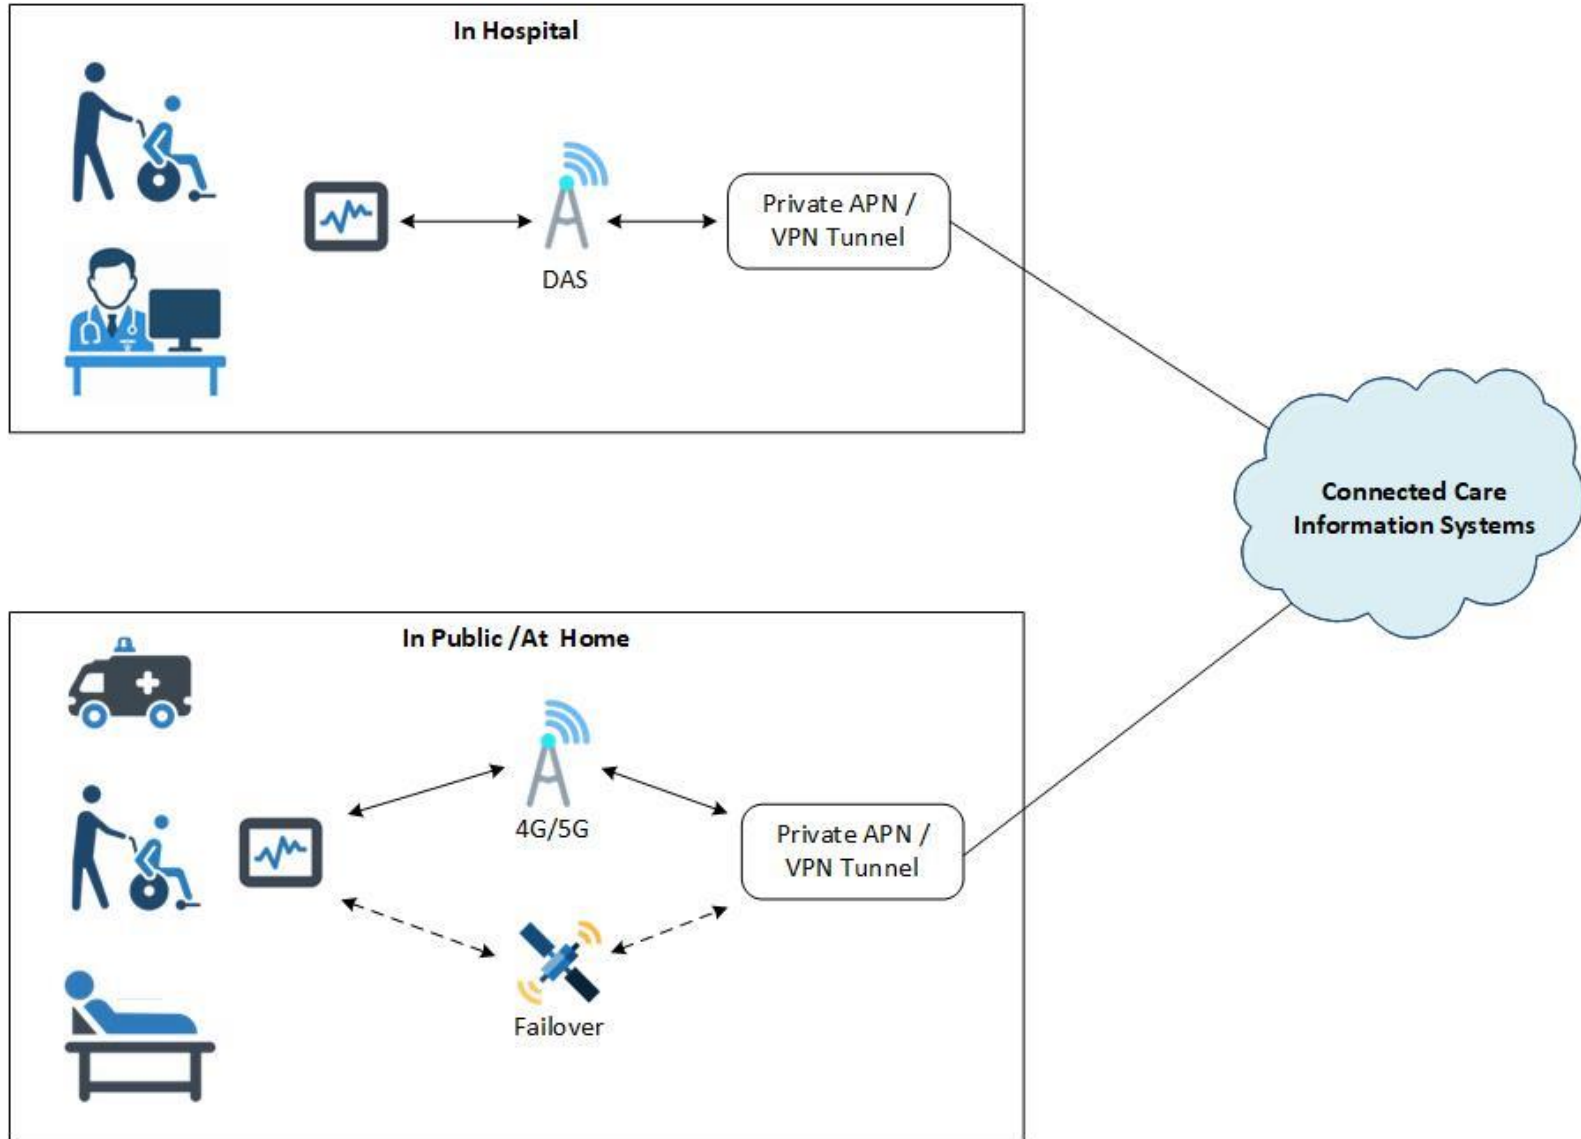 In Hospital
Private APN /
VPN Tunnel
DAS
Connected Care
Information Systems
In Public /At  Home
4G/5G
Private APN /
VPN Tunnel
Failover